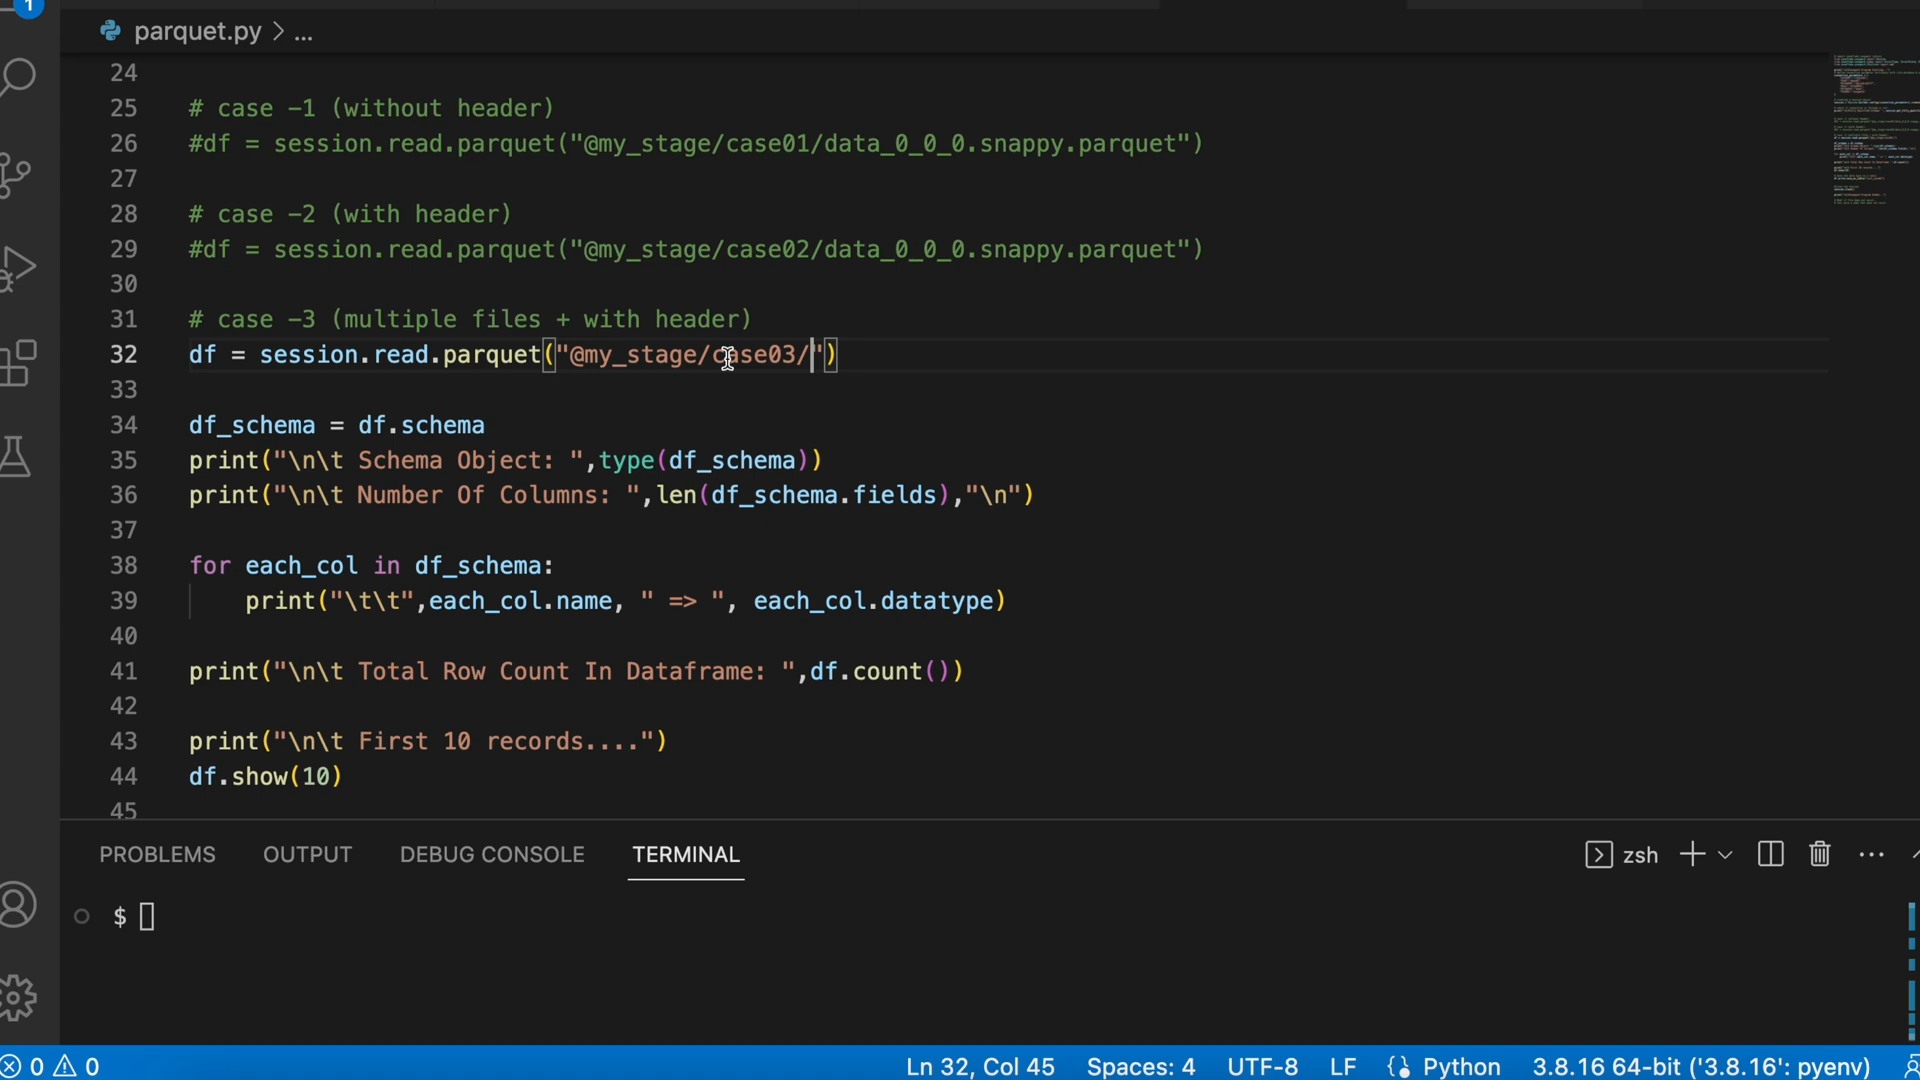 1
parquet.py > ...
24
25 # case -1 (without header)
26 #df = session.read.parquet("@my_stage/case01/data_0_0_0.snappy.parquet")
27
28 # case -2 (with header)
29 #df = session.read.parquet("@my_stage/case02/data_0_0_0.snappy.parquet")
30
31 # case -3 (multiple files + with header)
32 df = session.read.parquet("@my_stage/case03/")
33
34 df_schema = df.schema
35 print("\n\t Schema Object: ",type(df_schema))
36 print("\n\t Number Of Columns: ",len(df_schema.fields),"\n")
37
38 for each_col in df_schema:
39     print("\t\t",each_col.name, " => ", each_col.datatype)
40
41 print("\n\t Total Row Count In Dataframe: ",df.count())
42
43 print("\n\t First 10 records....")
44 df.show(10)
45
PROBLEMS OUTPUT DEBUG CONSOLE TERMINAL zsh
$
0 0 Ln 32, Col 45 Spaces: 4 UTF-8 LF Python 3.8.16 64-bit ('3.8.16': pyenv)